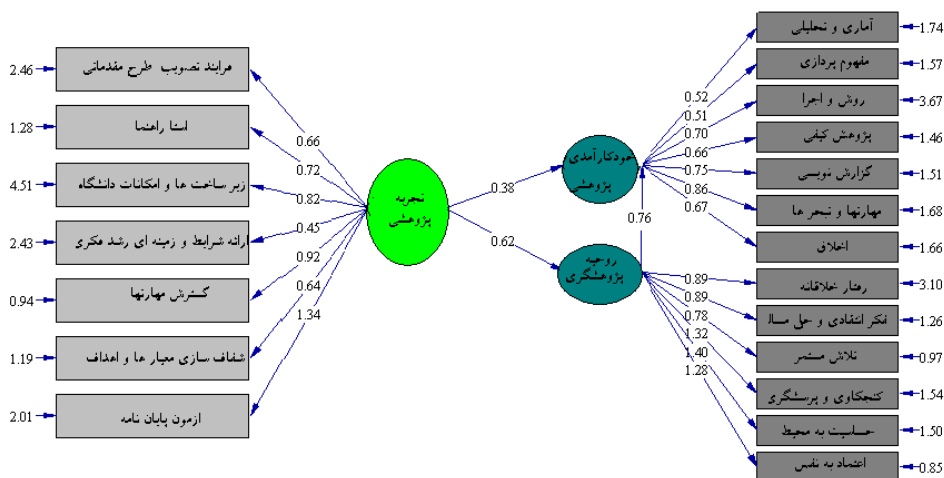 2.46 فرایند تصویب طرح مقدماتی
1.28 استا راهنما
4.51 زیر ساخت ها و امکانات دانشگاه
2.43 ارائه شرایط و زمینه ای رشد فکری
0.94 گسترش مهارتها
1.19 شفاف سازی معیار ها و اهداف
2.01 ازمون پایان نامه
0.66
0.72
0.82
0.45
0.92
0.64
1.34
تجربه
پژوهشی
0.38
0.62
خودکارآمدی
پژوهشی
0.76
روحیه
پژوهشگری
0.52
0.51
0.70
0.66
0.75
0.86
0.67
0.89
0.89
0.78
1.32
1.40
1.28
آماری و تحلیلی 1.74
مفهوم پردازی 1.57
روش و اجرا 3.67
پژوهش کیفی 1.46
گزارش نویسی 1.51
مهارتها و تبحر ها 1.68
اخلاق 1.66
رفتار خلاقانه 3.10
فکر انتقادی و حل مسال 1.26
تلاش مستمر 0.97
کنجکاوی و پرسشگری 1.54
حساسیت به محیط 1.50
اعتماد به نفس 0.85